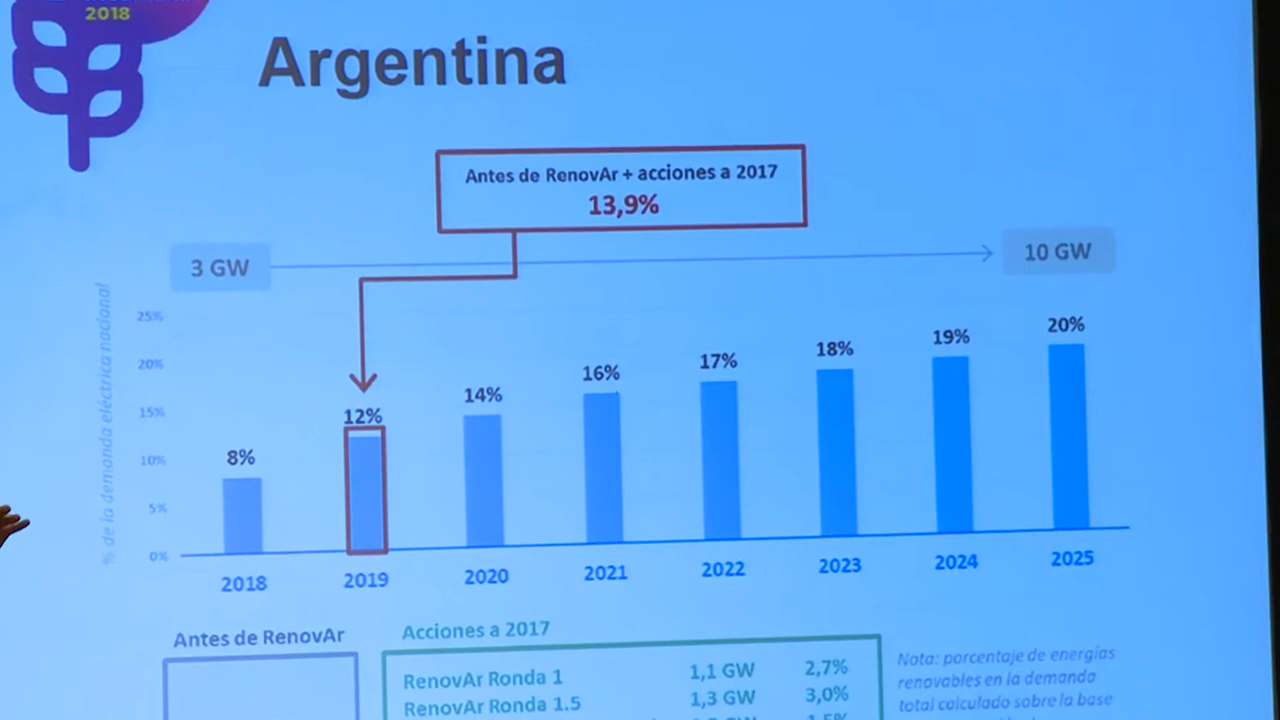 2018
Argentina
Antes de RenovAr + acciones a 2017
13,9%
3 GW
10 GW
% de la demanda eléctrica nacional
25%
20%
15%
10%
5%
0%
8%
12%
14%
16%
17%
18%
19%
20%
2018
2019
2020
2021
2022
2023
2024
2025
Antes de RenovAr
Acciones a 2017
RenovAr Ronda 1 1,1 GW 2,7%
RenovAr Ronda 1.5 1,3 GW 3,0%
Nota: porcentaje de energías
renovables en la demanda
total calculado sobre la base